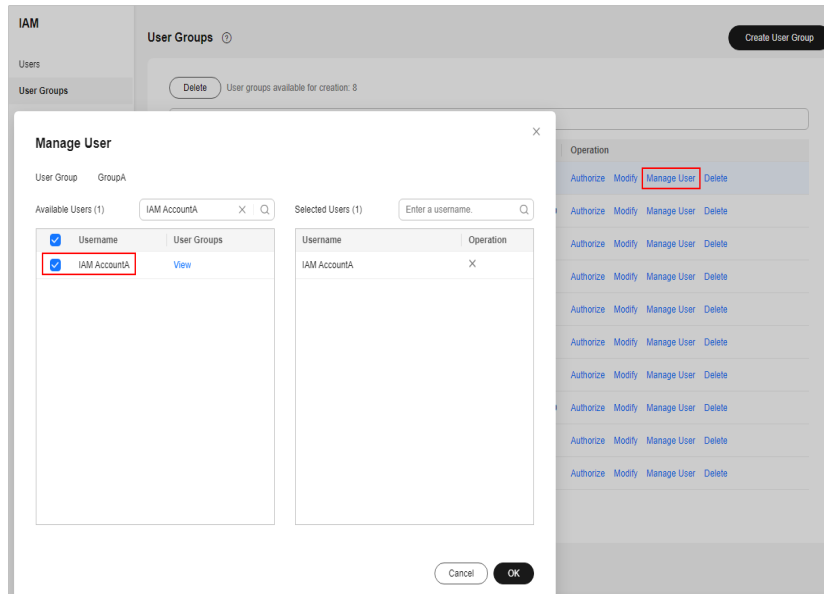 IAM
User Groups
Create User Group
Users
User Groups
Delete User groups available for creation: 8
Operation
Authorize Modify Manage User Delete
Authorize Modify Manage User Delete
Authorize Modify Manage User Delete
Authorize Modify Manage User Delete
Authorize Modify Manage User Delete
Authorize Modify Manage User Delete
Authorize Modify Manage User Delete
Authorize Modify Manage User Delete
Authorize Modify Manage User Delete
Authorize Modify Manage User Delete
Manage User
User Group GroupA
Available Users (1) IAM AccountA
Username User Groups
IAM AccountA View
Selected Users (1) Enter a username.
Username Operation
IAM AccountA
Cancel OK